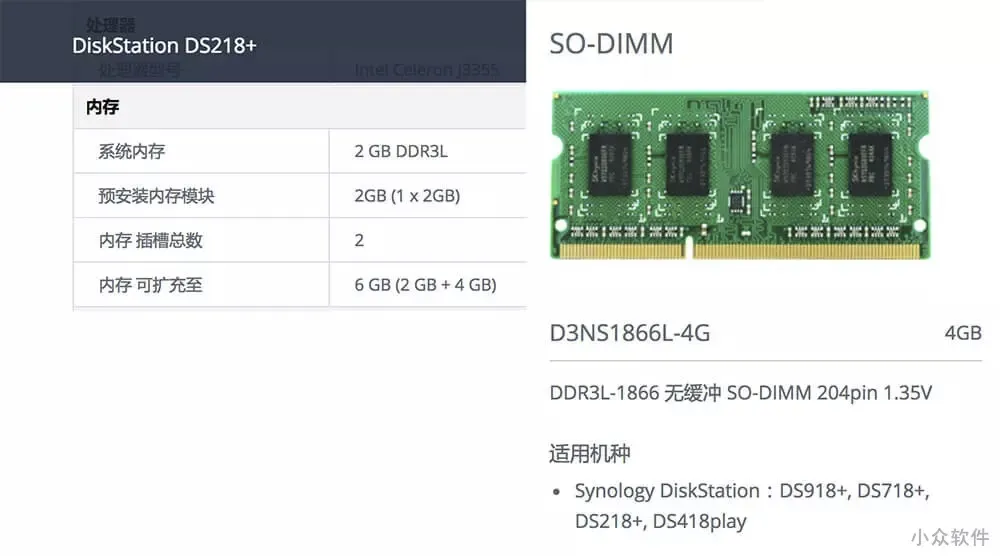 处理器
DiskStation DS218+
处理器型号 Intel Celeron J3355
内存
系统内存 2 GB DDR3L
预安装内存模块 2GB (1 x 2GB)
内存 插槽总数 2
内存 可扩充至 6 GB (2 GB + 4 GB)
SO-DIMM
D3NS1866L-4G 4GB
DDR3L-1866 无缓冲 SO-DIMM 204pin 1.35V
适用机种
• Synology DiskStation：DS918+, DS718+,
DS218+, DS418play
小众软件